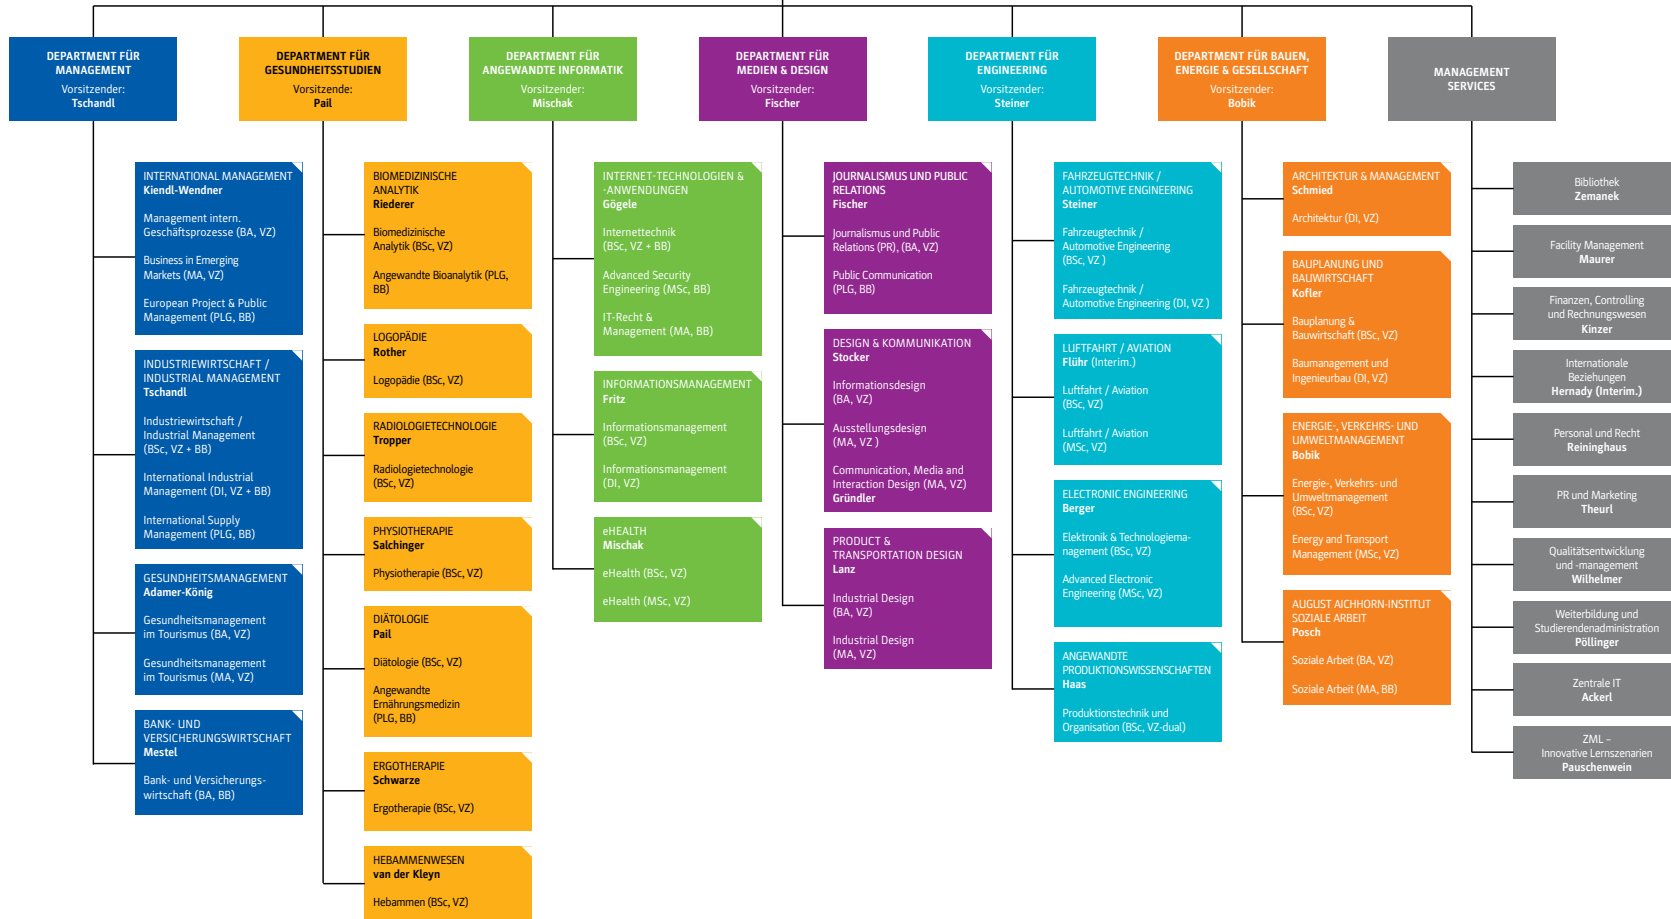 DEPARTMENT FÜR
MANAGEMENT
Vorsitzender:
Tschandl
INTERNATIONAL MANAGEMENT
Kiendl-Wendner
Management intern.
Geschäftsprozesse (BA, VZ)
Business in Emerging
Markets (MA, VZ)
European Project & Public
Management (PLG, BB)
INDUSTRIEWIRTSCHAFT /
INDUSTRIAL MANAGEMENT
Tschandl
Industriewirtschaft /
Industrial Management
(BSc, VZ + BB)
International Industrial
Management (DI, VZ + BB)
International Supply
Management (PLG, BB)
GESUNDHEITSMANAGEMENT
Adamer-König
Gesundheitsmanagement
im Tourismus (BA, VZ)
Gesundheitsmanagement
im Tourismus (MA, VZ)
BANK- UND
VERSICHERUNGSWIRTSCHAFT
Mestel
Bank- und Versicherungs-
wirtschaft (BA, BB)
DEPARTMENT FÜR
GESUNDHEITSSTUDIEN
Vorsitzende:
Pail
BIOMEDIZINISCHE
ANALYTIK
Riederer
Biomedizinische
Analytik (BSc, VZ)
Angewandte Bioanalytik (PLG,
BB)
LOGOPÄDIE
Rother
Logopädie (BSc, VZ)
RADIOLOGIETECHNOLOGIE
Tropper
Radiologietechnologie
(BSc, VZ)
PHYSIOTHERAPIE
Salchinger
Physiotherapie (BSc, VZ)
DIÄTOLOGIE
Pail
Diätologie (BSc, VZ)
Angewandte
Ernährungsmedizin
(PLG, BB)
ERGOTHERAPIE
Schwarze
Ergotherapie (BSc, VZ)
HEBAMMENWESEN
van der Kleyn
Hebammen (BSc, VZ)
DEPARTMENT FÜR
ANGEWANDTE INFORMATIK
Vorsitzender:
Mischak
INTERNET-TECHNOLOGIEN &
-ANWENDUNGEN
Gögele
Internettechnik
(BSc, VZ + BB)
Advanced Security
Engineering (MSc, BB)
IT-Recht &
Management (MA, BB)
INFORMATIONSMANAGEMENT
Fritz
Informationsmanagement
(BSc, VZ)
Informationsmanagement
(DI, VZ)
eHEALTH
Mischak
eHealth (BSc, VZ)
eHealth (MSc, VZ)
DEPARTMENT FÜR
MEDIEN & DESIGN
Vorsitzender:
Fischer
JOURNALISMUS UND PUBLIC
RELATIONS
Fischer
Journalismus und Public
Relations (PR), (BA, VZ)
Public Communication
(PLG, BB)
DESIGN & KOMMUNIKATION
Stocker
Informationsdesign
(BA, VZ)
Ausstellungsdesign
(MA, VZ )
Communication, Media and
Interaction Design (MA, VZ)
Gründler
PRODUCT &
TRANSPORTATION DESIGN
Lanz
Industrial Design
(BA, VZ)
Industrial Design
(MA, VZ)
DEPARTMENT FÜR
ENGINEERING
Vorsitzender:
Steiner
FAHRZEUGTECHNIK /
AUTOMOTIVE ENGINEERING
Steiner
Fahrzeugtechnik /
Automotive Engineering
(BSc, VZ )
Fahrzeugtechnik /
Automotive Engineering (DI, VZ )
LUFTFAHRT / AVIATION
Flühr (Interim.)
Luftfahrt / Aviation
(BSc, VZ)
Luftfahrt / Aviation
(MSc, VZ)
ELECTRONIC ENGINEERING
Berger
Elektronik & Technologiema-
nagement (BSc, VZ)
Advanced Electronic
Engineering (MSc, VZ)
ANGEWANDTE
PRODUKTIONSWISSENSCHAFTEN
Haas
Produktionstechnik und
Organisation (BSc, VZ-dual)
DEPARTMENT FÜR BAUEN,
ENERGIE & GESELLSCHAFT
Vorsitzender:
Bobik
ARCHITEKTUR & MANAGEMENT
Schmied
Architektur (DI, VZ)
BAUPLANUNG UND
BAUWIRTSCHAFT
Kofler
Bauplanung &
Bauwirtschaft (BSc, VZ)
Baumanagement und
Ingenieurbau (DI, VZ)
ENERGIE-, VERKEHRS- UND
UMWELTMANAGEMENT
Bobik
Energie-, Verkehrs- und
Umweltmanagement
(BSc, VZ)
Energy and Transport
Management (MSc, VZ)
AUGUST AICHHORN-INSTITUT
SOZIALE ARBEIT
Posch
Soziale Arbeit (BA, VZ)
Soziale Arbeit (MA, BB)
MANAGEMENT
SERVICES
Bibliothek
Zemanek
Facility Management
Maurer
Finanzen, Controlling
und Rechnungswesen
Kinzer
Internationale
Beziehungen
Hernady (Interim.)
Personal und Recht
Reininghaus
PR und Marketing
Theurl
Qualitätsentwicklung
und -management
Wilhelmer
Weiterbildung und
Studierendenadministration
Pöllinger
Zentrale IT
Ackerl
ZML –
Innovative Lernszenarien
Pauschenwein